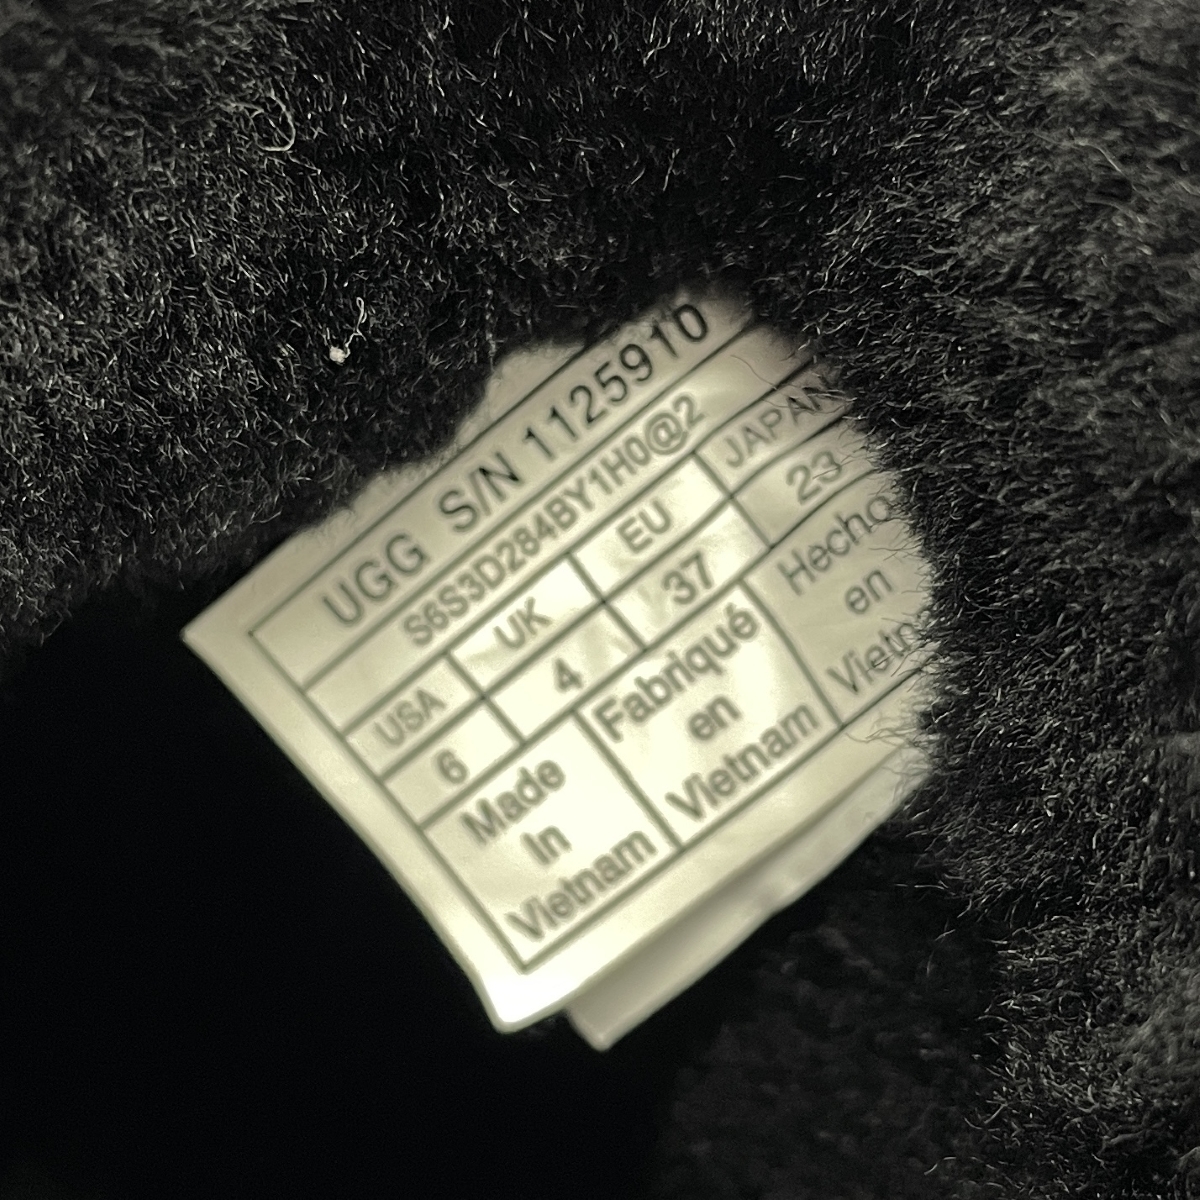 UGG S/N 1125910
S6S3D284BY1H0@2
USA UK EU JAPAN
6 4 37 23
Made
In
Vietnam
Fabriqué
en
Vietnam
Hecho
en